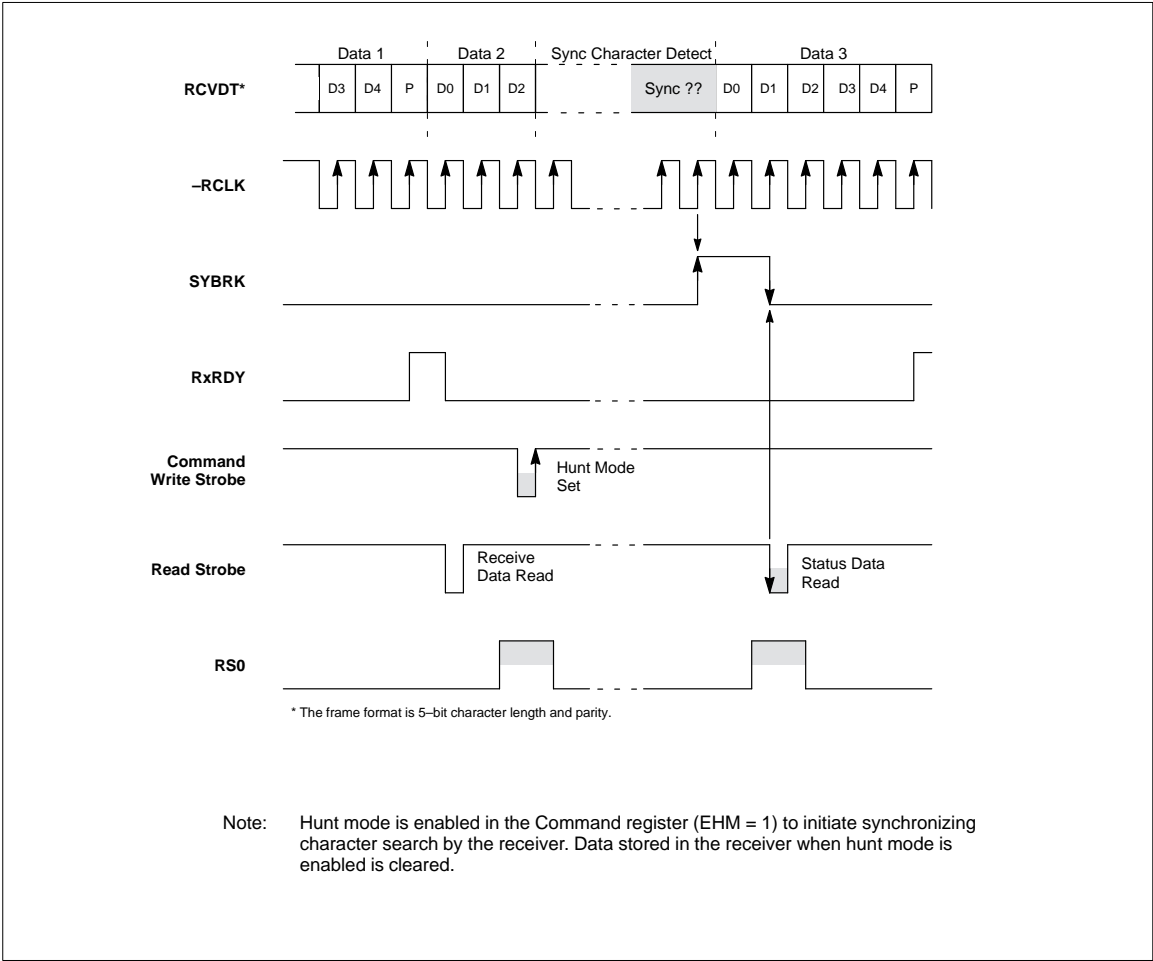 Data 1 Data 2 Sync Character Detect Data 3
RCVDT* D3 D4 P D0 D1 D2 Sync ?? D0 D1 D2 D3 D4 P
–RCLK
SYBRK
RxRDY
Command
Write Strobe
Hunt Mode
Set
Read Strobe
Receive
Data Read
Status Data
Read
RS0
* The frame format is 5–bit character length and parity.
Note: Hunt mode is enabled in the Command register (EHM = 1) to initiate synchronizing
character search by the receiver. Data stored in the receiver when hunt mode is
enabled is cleared.